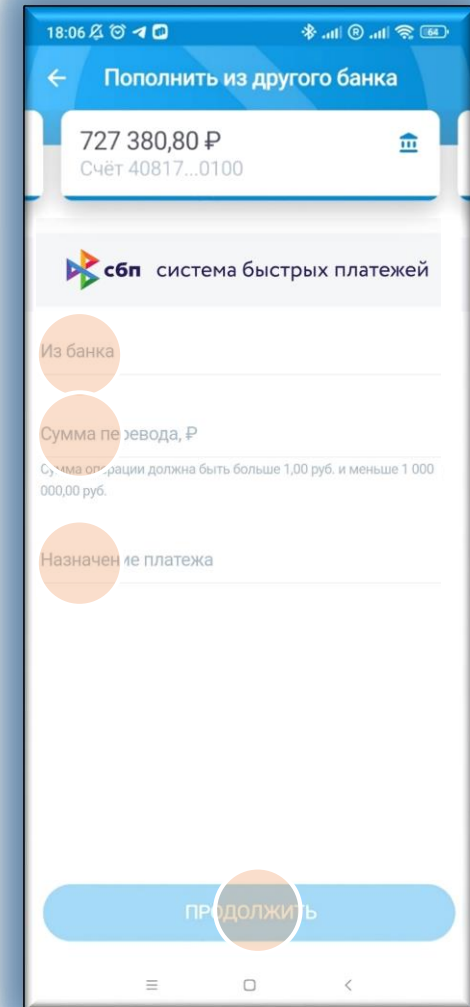 18:06
64
Пополнить из другого банка
727 380,80 ₽
Счёт 40817...0100
сбп система быстрых платежей
Из банка
Сумма перевода, ₽
Сумма операции должна быть больше 1,00 руб. и меньше 1 000
000,00 руб.
Назначение платежа
ПРОДОЛЖИТЬ